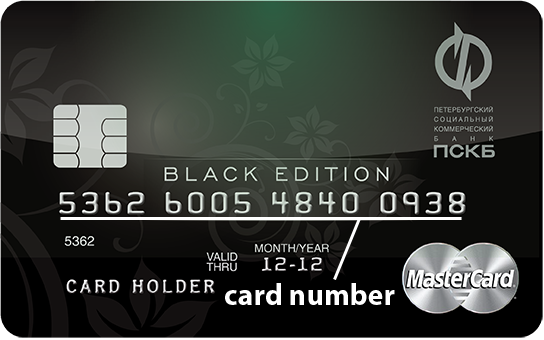 ПЕТЕРБУРГСКИЙ
СОЦИАЛЬНЫЙ
КОММЕРЧЕСКИЙ
БАНК
ПСКБ
BLACK EDITION
5362 6005 4840 0938
5362
VALID
THRU
MONTH/YEAR
12-12
CARD HOLDER
card number
MasterCard